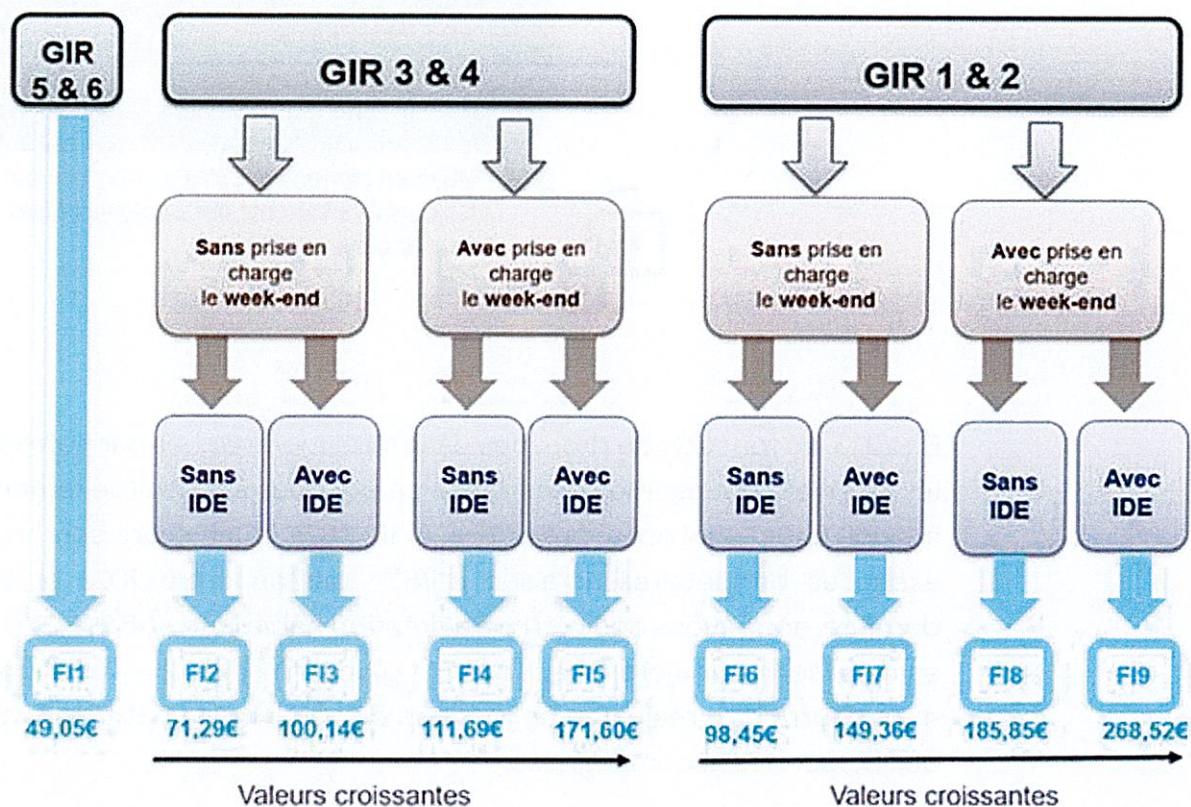 GIR
5 & 6
GIR 3 & 4
GIR 1 & 2
Sans prise en
charge
le week-end
Avec prise en
charge
le week-end
Sans prise en
charge
le week-end
Avec prise en
charge
le week-end
Sans
IDE
Avec
IDE
Sans
IDE
Avec
IDE
Sans
IDE
Avec
IDE
Sans
IDE
Avec
IDE
FI1
FI2
FI3
FI4
FI5
FI6
FI7
FI8
FI9
49,05€
71,29€
100,14€
111,69€
171,60€
98,45€
149,36€
185,85€
268,52€
Valeurs croissantes
Valeurs croissantes